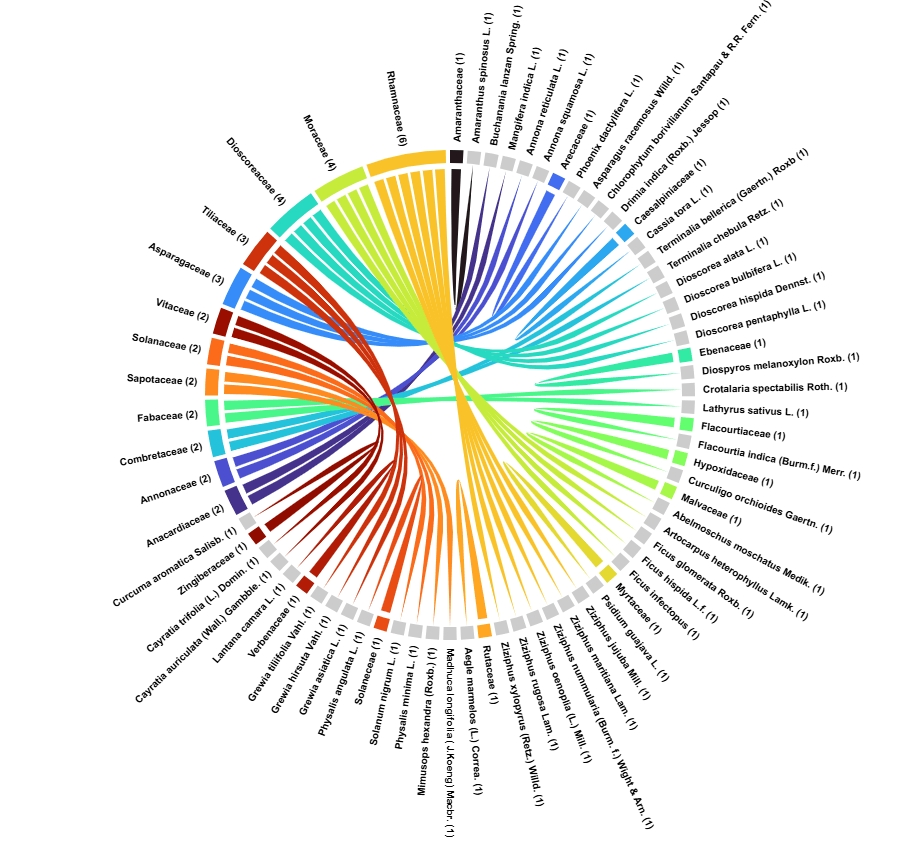 Amaranthaceae (1)
Amaranthus spinosus L. (1)
Buchanania lanzan Spring. (1)
Mangifera indica L. (1)
Annona reticulata L. (1)
Annona squamosa L. (1)
Arecaceae (1)
Phoenix dactylifera L. (1)
Asparagus racemosus Willd. (1)
Chlorophytum borivilianum Santapau & R.R. Fern. (1)
Drimia indica (Roxb.) Jessop (1)
Caesalpiniaceae (1)
Cassia tora L. (1)
Terminalia bellerica (Gaertn.) Roxb (1)
Terminalia chebula Retz. (1)
Dioscorea alata L. (1)
Dioscorea bulbifera L. (1)
Dioscorea hispida Dennst. (1)
Dioscorea pentaphylla L. (1)
Ebenaceae (1)
Diospyros melanoxylon Roxb. (1)
Crotalaria spectabilis Roth. (1)
Lathyrus sativus L. (1)
Flacourtiaceae (1)
Flacourtia indica (Burm.f.) Merr. (1)
Hypoxidaceae (1)
Curculigo orchioides Gaertn. (1)
Malvaceae (1)
Abelmoschus moschatus Medik. (1)
Artocarpus heterophyllus Lamk. (1)
Ficus glomerata Roxb. (1)
Ficus hispida L.f. (1)
Ficus infectopus (1)
Myrtaceae (1)
Psidium guajava L. (1)
Ziziphus jujuba Mill. (1)
Ziziphus maritiana Lam. (1)
Ziziphus nummularia (Burm. f.) Wight & Arn. (1)
Ziziphus oenoplia (L.) Mill. (1)
Ziziphus rugosa Lam. (1)
Ziziphus xylopyrus (Retz.) Willd. (1)
Rutaceae (1)
Aegle marmelos (L.) Correa. (1)
Madhuca longifolia ( J.Koeng) Macbr. (1)
Mimusops hexandra (Roxb.) (1)
Physalis minima L. (1)
Solanum nigrum L. (1)
Solaneceae (1)
Physalis angulata L. (1)
Grewia asiatica L. (1)
Grewia hirsuta Vahl. (1)
Grewia tiliifolia Vahl. (1)
Verbenaceae (1)
Lantana camara L. (1)
Cayratia auriculata (Wall.) Gambble. (1)
Cayratia trifolia (L.) Domin. (1)
Zingiberaceae (1)
Curcuma aromatica Salisb. (1)
Anacardiaceae (2)
Annonaceae (2)
Combretaceae (2)
Fabaceae (2)
Sapotaceae (2)
Solanaceae (2)
Vitaceae (2)
Asparagaceae (3)
Tiliaceae (3)
Dioscoreaceae (4)
Moraceae (4)
Rhamnaceae (6)